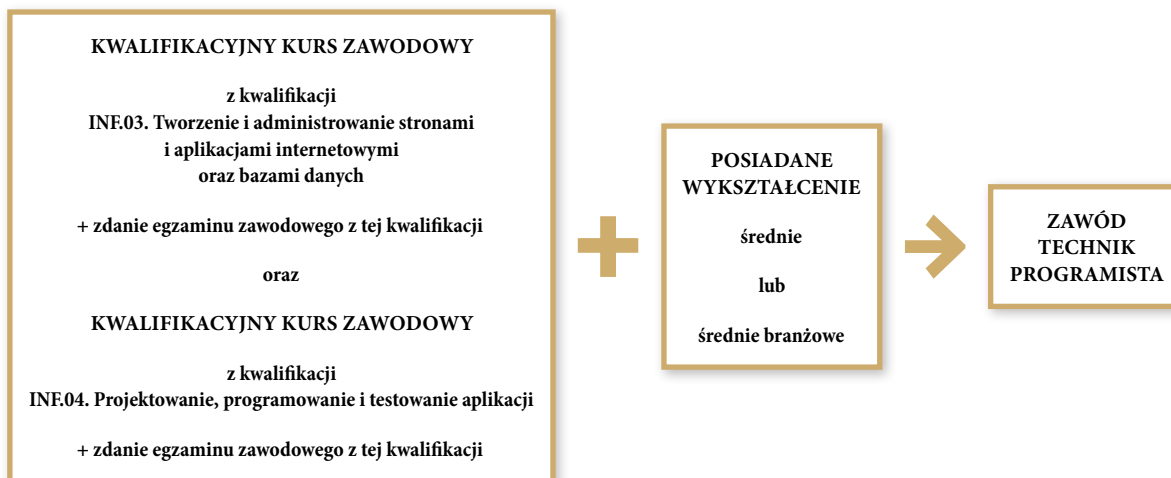 KWALIFIKACYJNY KURS ZAWODOWY
z kwalifikacji
INF.03. Tworzenie i administrowanie stronami
i aplikacjami internetowymi
oraz bazami danych
+ zdanie egzaminu zawodowego z tej kwalifikacji
oraz
KWALIFIKACYJNY KURS ZAWODOWY
z kwalifikacji
INF.04. Projektowanie, programowanie i testowanie aplikacji
+ zdanie egzaminu zawodowego z tej kwalifikacji
+
POSIADANE
WYKSZTAŁCENIE
średnie
lub
średnie branżowe
ZAWÓD
TECHNIK
PROGRAMISTA